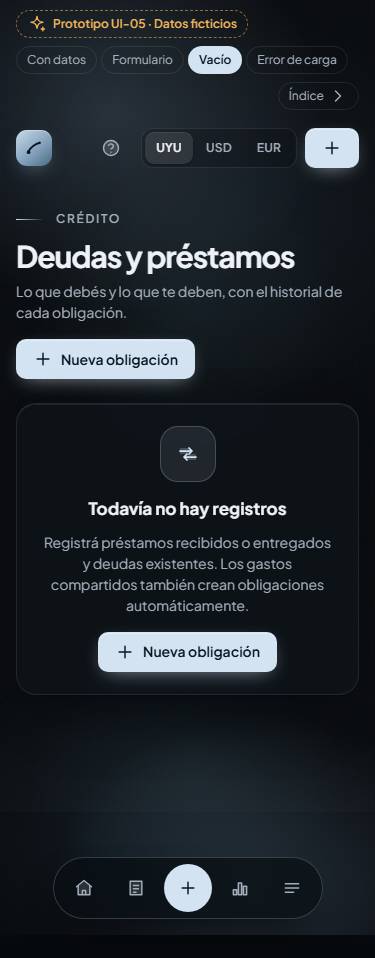 Prototipo UI-05 · Datos ficticios
Con datos
Formulario
Vacío
Error de carga
Índice
UYU
USD
EUR
CRÉDITO
Deudas y préstamos
Lo que debés y lo que te deben, con el historial de
cada obligación.
Nueva obligación
Todavía no hay registros
Registrá préstamos recibidos o entregados
y deudas existentes. Los gastos
compartidos también crean obligaciones
automáticamente.
Nueva obligación